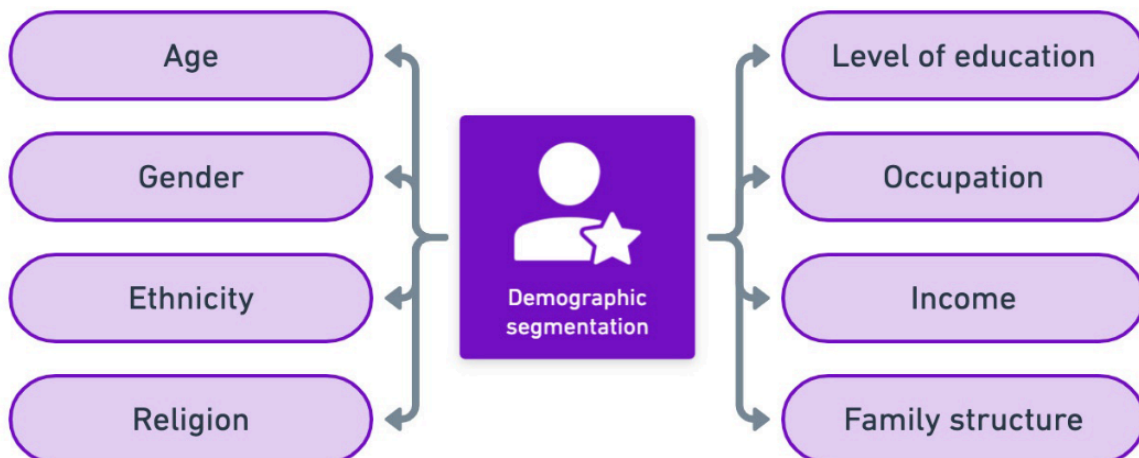 Age
Gender
Ethnicity
Religion
Demographic
segmentation
Level of education
Occupation
Income
Family structure